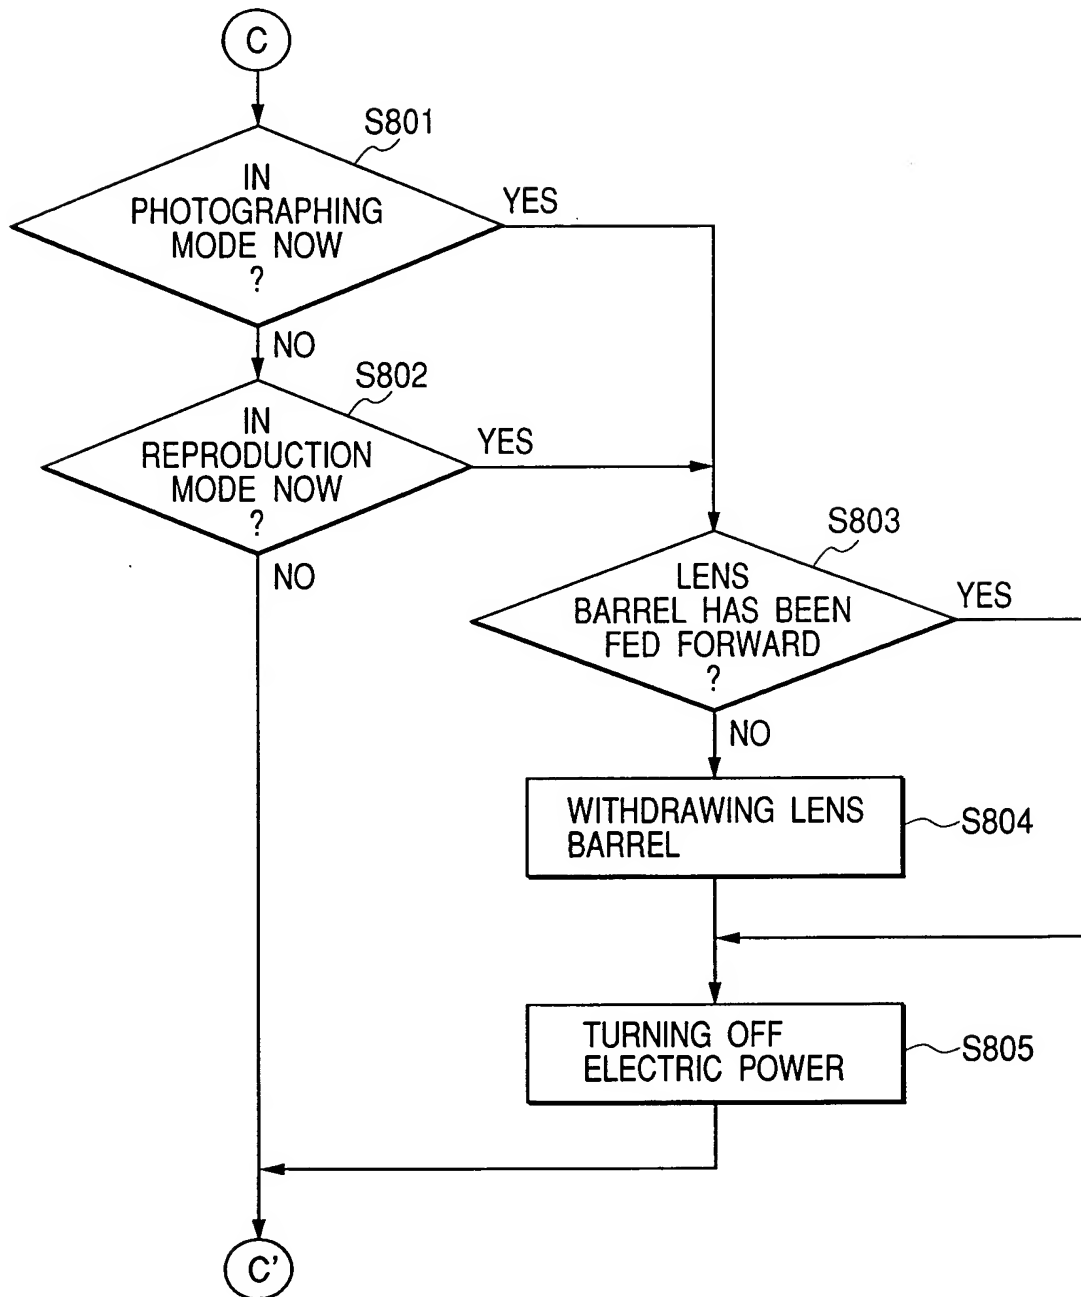 C
S801
IN
PHOTOGRAPHING
MODE NOW
?
YES
NO
S802
IN
REPRODUCTION
MODE NOW
?
YES
NO
S803
LENS
BARREL HAS BEEN
FED FORWARD
?
YES
NO
WITHDRAWING LENS
BARREL
S804
TURNING OFF
ELECTRIC POWER
S805
C'